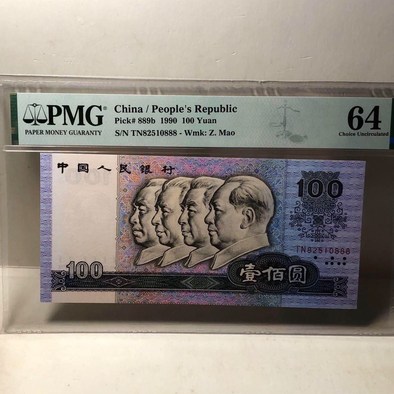 PMG
PAPER MONEY GUARANTY
China / People's Republic
Pick# 889b 1990 100 Yuan
S/N TN82510888 - Wmk: Z. Mao
64
Choice Uncirculated
中国人民银行
100
TN82510888
100
壹佰圆